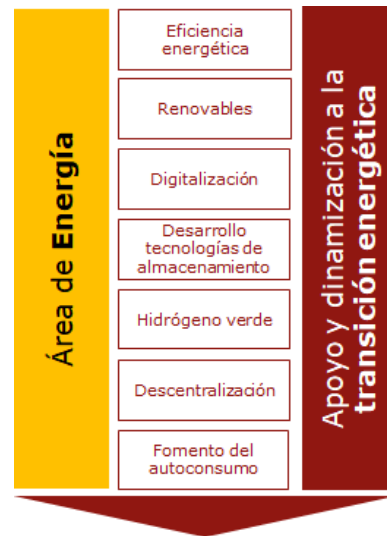 Área de Energía
Eficiencia
energética
Renovables
Digitalización
Desarrollo
tecnologías de
almacenamiento
Hidrógeno verde
Descentralización
Fomento del
autoconsumo
Apoyo y dinamización a la
transición energética